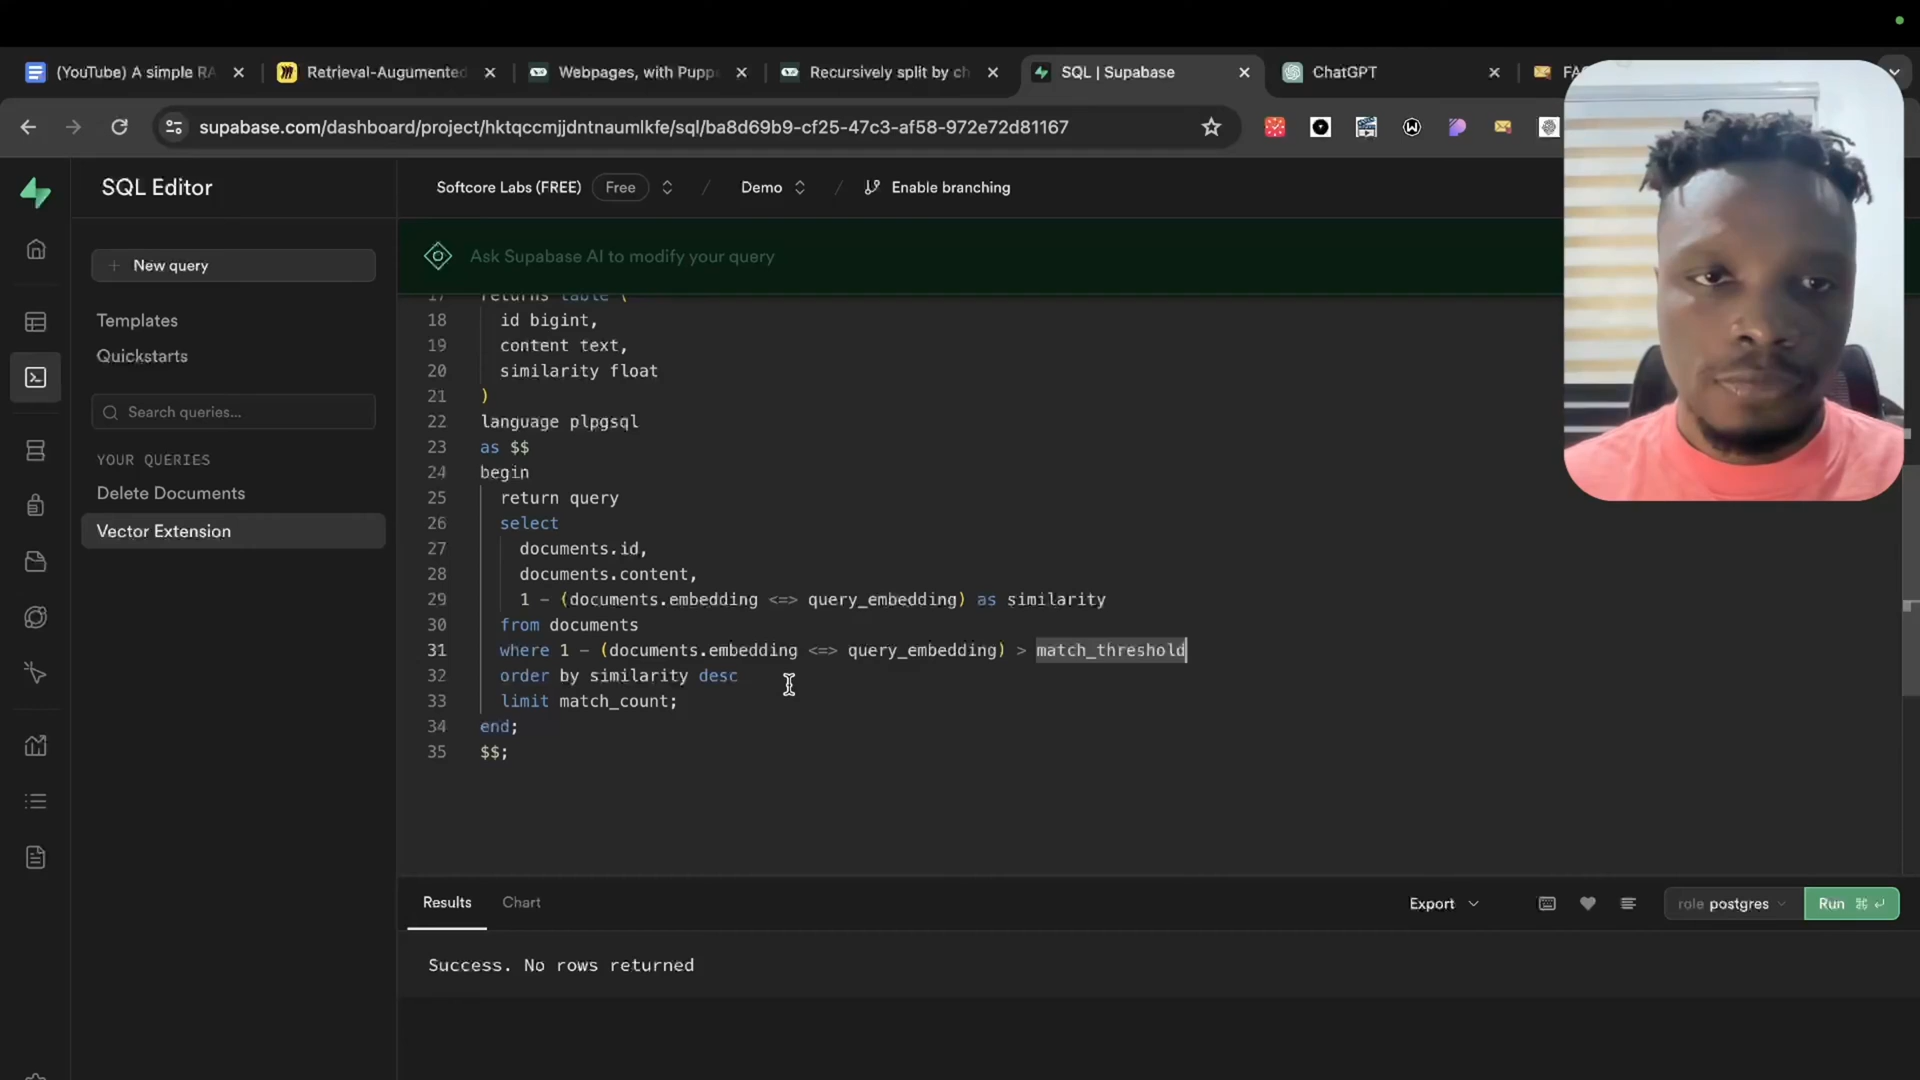 (YouTube) A simple RA
Retrieval-Augmented
Webpages, with Puppe
Recursively split by ch
SQL | Supabase
ChatGPT
FA
supabase.com/dashboard/project/hktqccmjjdntnaumlkfe/sql/ba8d69b9-cf25-47c3-af58-972e72d81167
SQL Editor
Softcore Labs (FREE) Free / Demo / Enable branching
New query
Ask Supabase AI to modify your query
Templates
Quickstarts
Search queries...
YOUR QUERIES
Delete Documents
Vector Extension
17 returns table (
18 id bigint,
19 content text,
20 similarity float
21 )
22 language plpgsql
23 as $$
24 begin
25 return query
26 select
27 documents.id,
28 documents.content,
29 1 - (documents.embedding <=> query_embedding) as similarity
30 from documents
31 where 1 - (documents.embedding <=> query_embedding) > match_threshold
32 order by similarity desc
33 limit match_count;
34 end;
35 $$;
Results
Chart
Export
role postgres
Run ⌘ ↵
Success. No rows returned